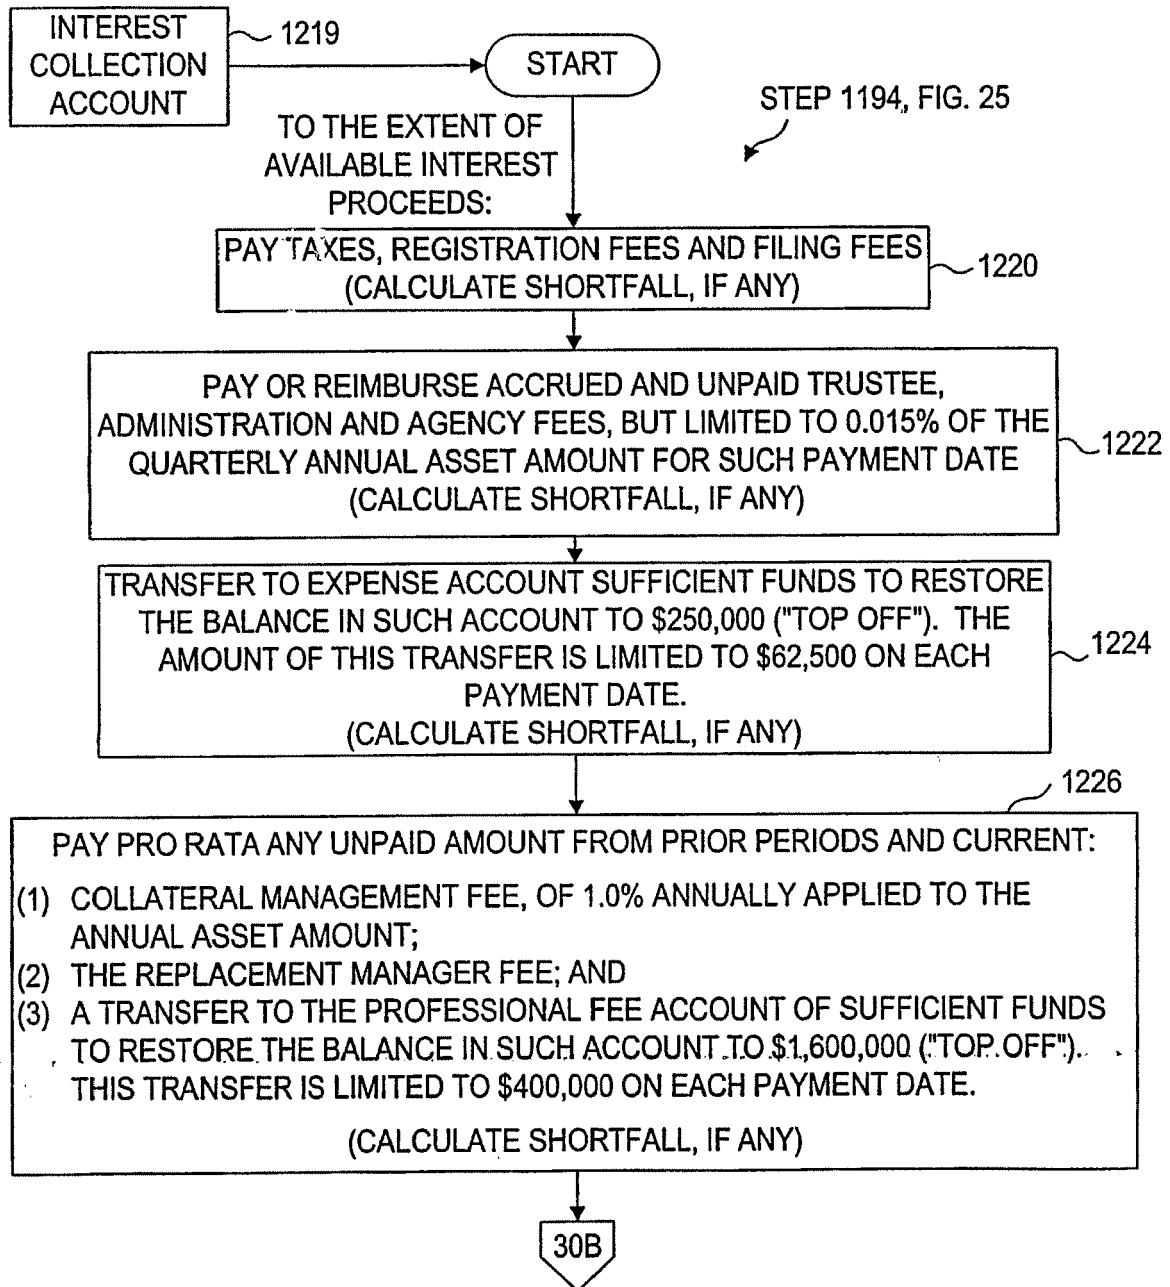 INTEREST
COLLECTION
ACCOUNT
1219
START
STEP 1194, FIG. 25
TO THE EXTENT OF
AVAILABLE INTEREST
PROCEEDS:
PAY TAXES, REGISTRATION FEES AND FILING FEES
(CALCULATE SHORTFALL, IF ANY)
1220
PAY OR REIMBURSE ACCRUED AND UNPAID TRUSTEE,
ADMINISTRATION AND AGENCY FEES, BUT LIMITED TO 0.015% OF THE
QUARTERLY ANNUAL ASSET AMOUNT FOR SUCH PAYMENT DATE
(CALCULATE SHORTFALL, IF ANY)
1222
TRANSFER TO EXPENSE ACCOUNT SUFFICIENT FUNDS TO RESTORE
THE BALANCE IN SUCH ACCOUNT TO $250,000 ("TOP OFF"). THE
AMOUNT OF THIS TRANSFER IS LIMITED TO $62,500 ON EACH
PAYMENT DATE.
(CALCULATE SHORTFALL, IF ANY)
1224
1226
PAY PRO RATA ANY UNPAID AMOUNT FROM PRIOR PERIODS AND CURRENT:
(1) COLLATERAL MANAGEMENT FEE, OF 1.0% ANNUALLY APPLIED TO THE
ANNUAL ASSET AMOUNT;
(2) THE REPLACEMENT MANAGER FEE; AND
(3) A TRANSFER TO THE PROFESSIONAL FEE ACCOUNT OF SUFFICIENT FUNDS
TO RESTORE THE BALANCE IN SUCH ACCOUNT TO $1,600,000 ("TOP OFF").
THIS TRANSFER IS LIMITED TO $400,000 ON EACH PAYMENT DATE.
(CALCULATE SHORTFALL, IF ANY)
30B